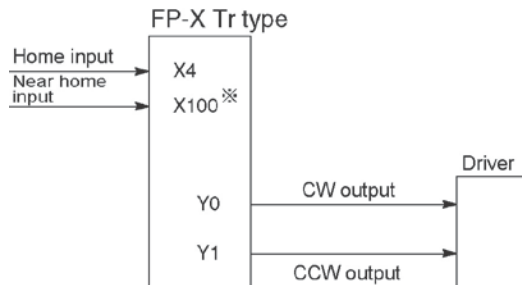 FP-X Tr type
Home input
X4
Near home
input
X100※
Driver
Y0
CW output
Y1
CCW output